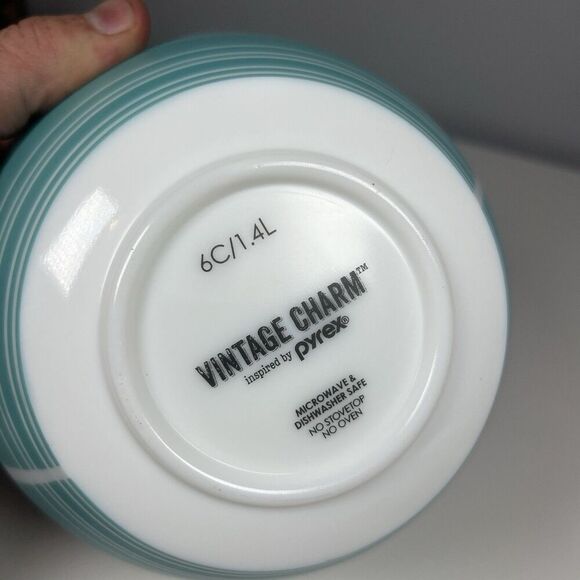 6C/1.4L
VINTAGE CHARM™
inspired by pyrex®
MICROWAVE &
DISHWASHER SAFE
NO STOVETOP
NO OVEN